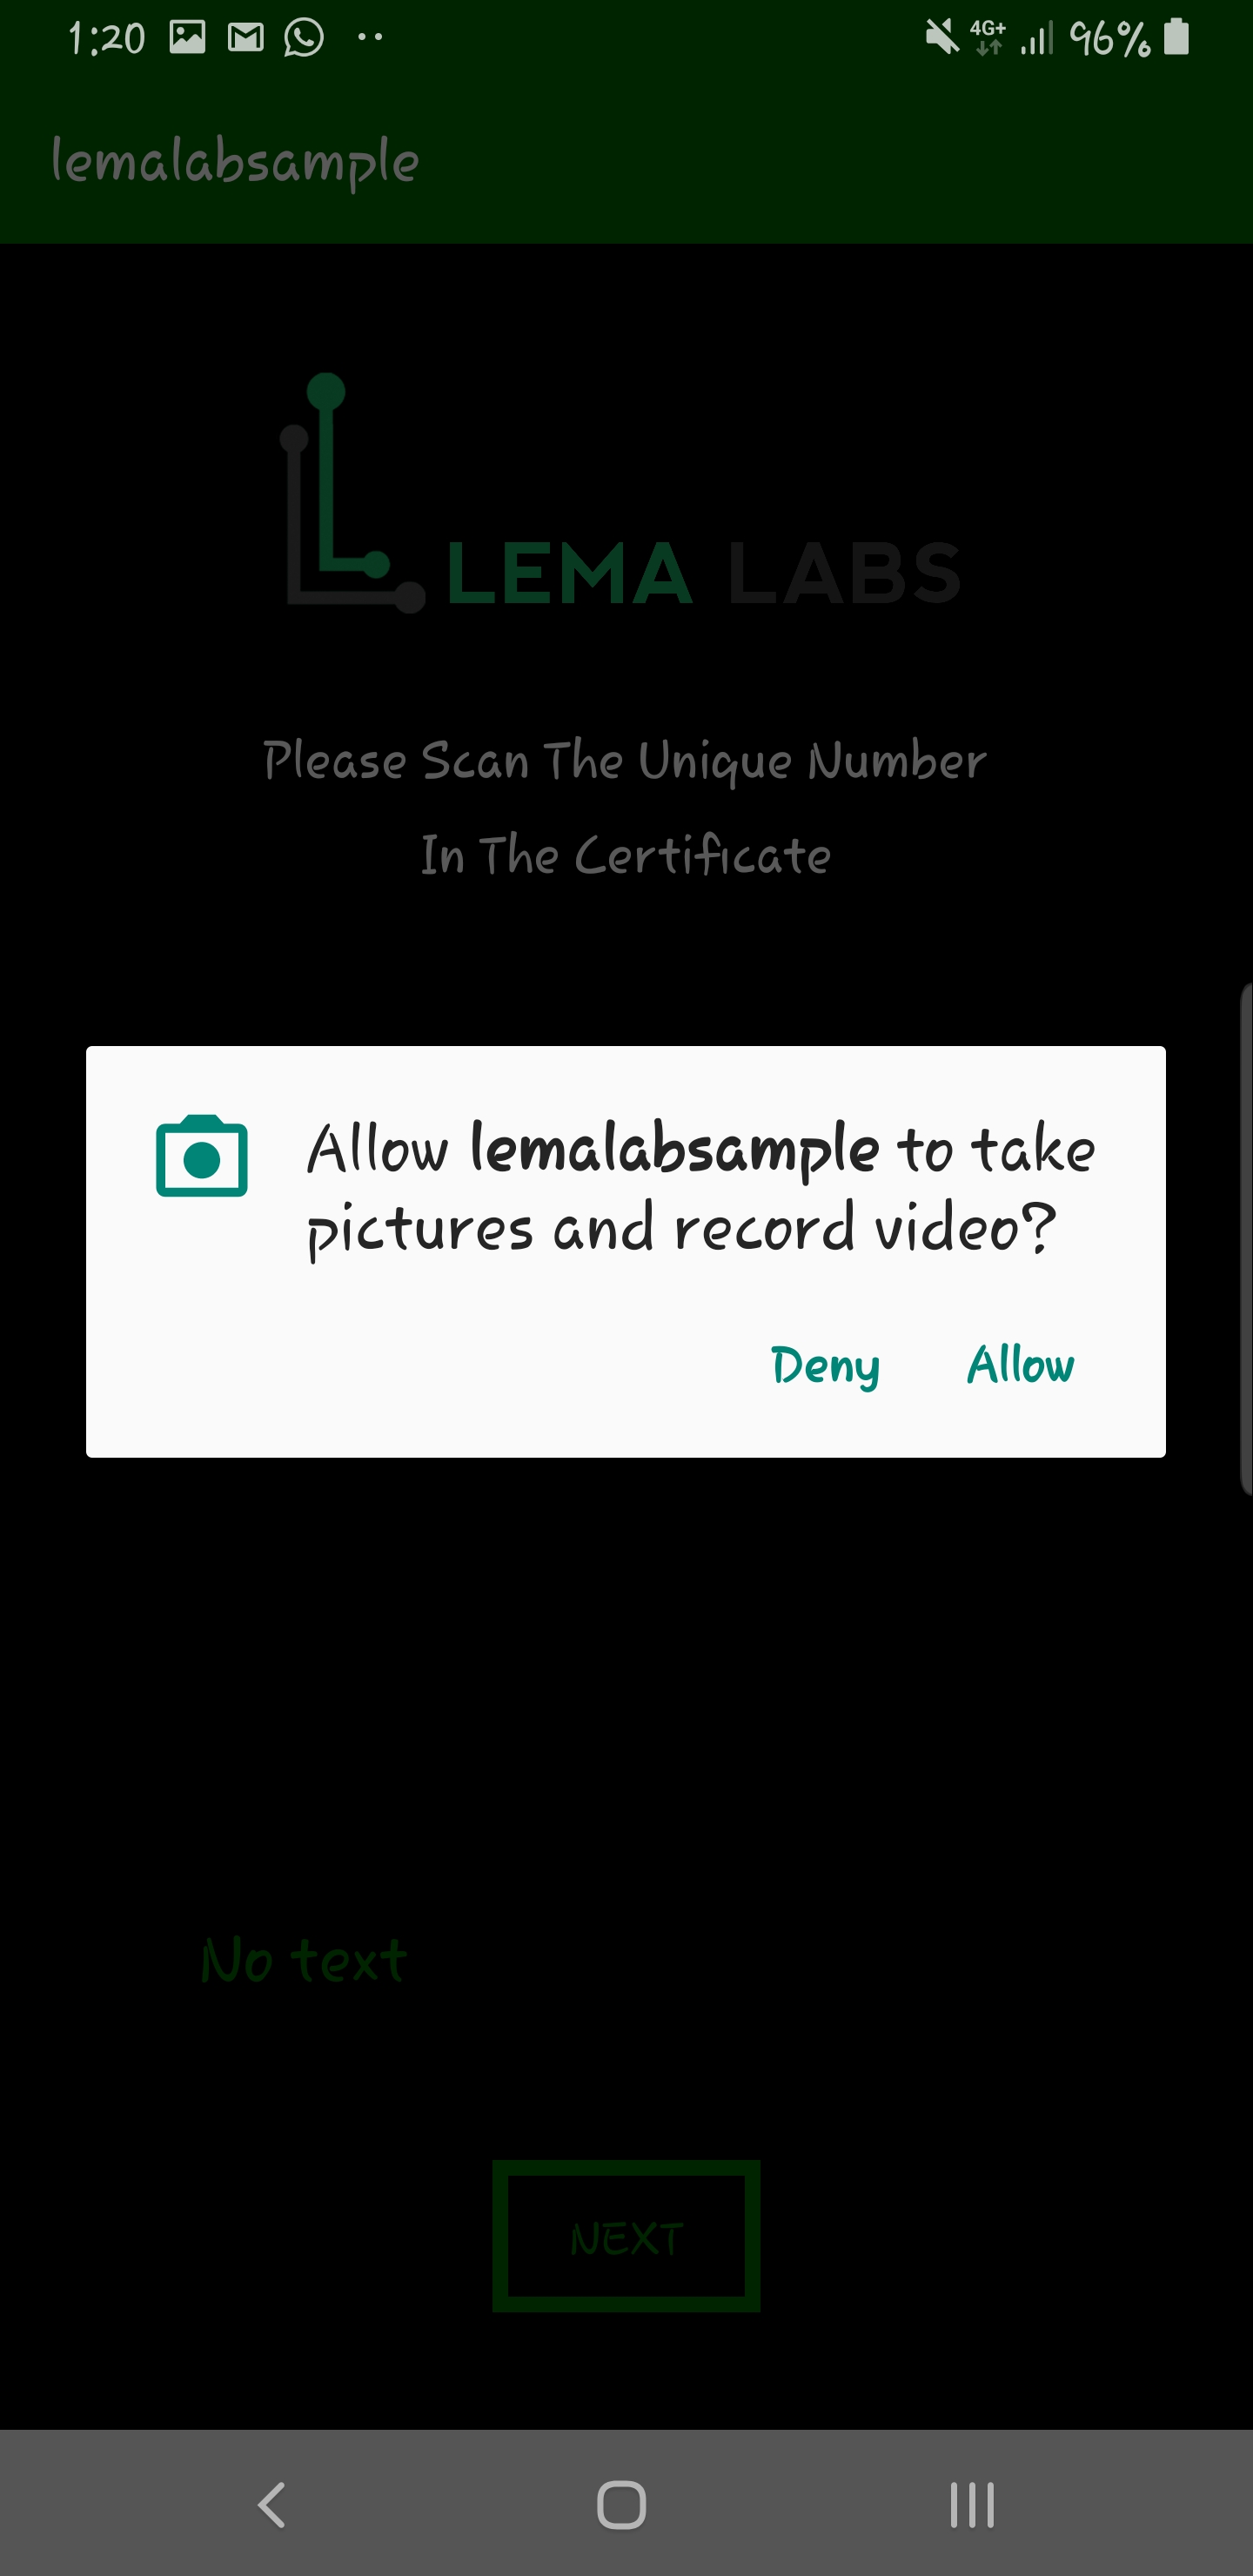 1:20
4G+ 96%
lemalabsample
LEMA LABS
Please Scan The Unique Number
In The Certificate
Allow lemalabsample to take
pictures and record video?
Deny Allow
No text
NEXT